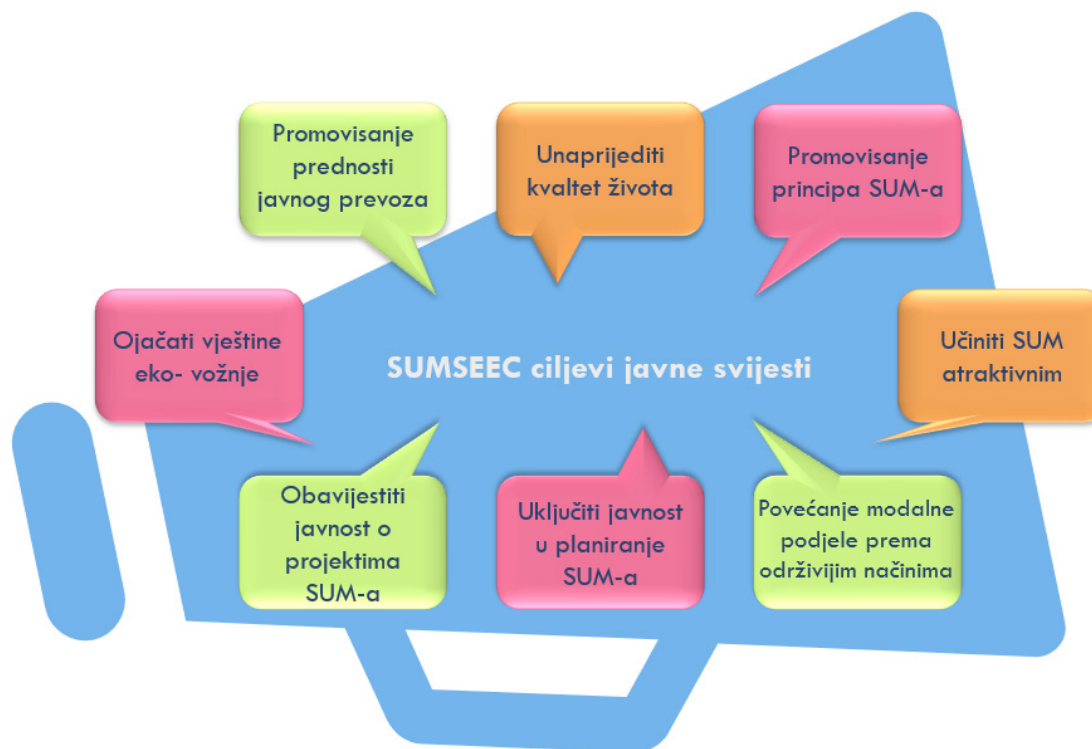 Promovisanje
prednosti
javnog prevoza
Unaprijediti
kvaltet života
Promovisanje
principa SUM-a
Ojačati vještine
eko- vožnje
SUMSEEC ciljevi javne svijesti
Učiniti SUM
atraktivnim
Obavijestiti
javnost o
projektima
SUM-a
Uključiti javnost
u planiranje
SUM-a
Povećanje modalne
podjele prema
održivijim načinima